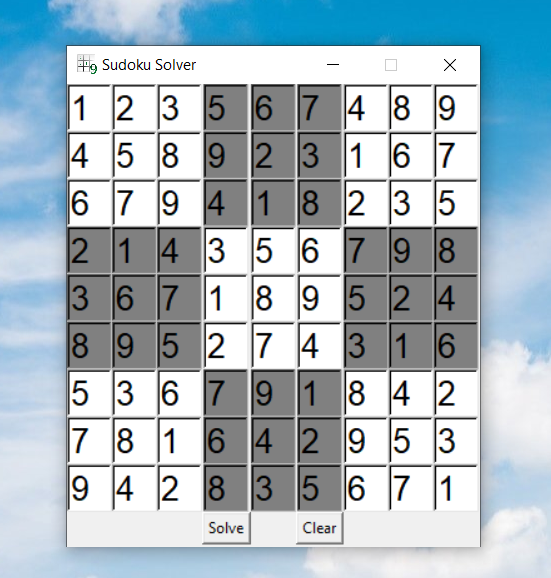 9 Sudoku Solver
1 2 3 5 6 7 4 8 9
4 5 8 9 2 3 1 6 7
6 7 9 4 1 8 2 3 5
2 1 4 3 5 6 7 9 8
3 6 7 1 8 9 5 2 4
8 9 5 2 7 4 3 1 6
5 3 6 7 9 1 8 4 2
7 8 1 6 4 2 9 5 3
9 4 2 8 3 5 6 7 1
Solve Clear